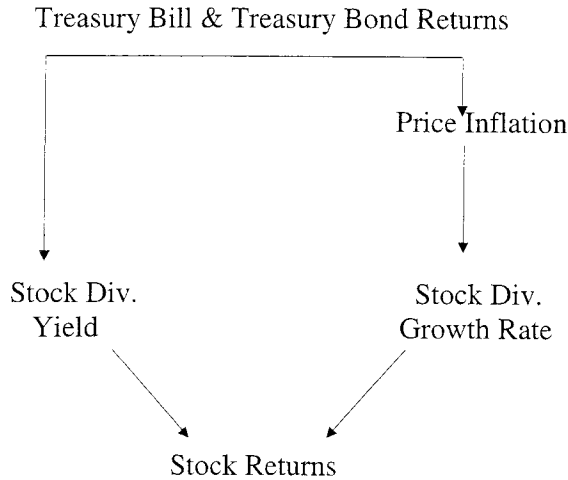 Treasury Bill & Treasury Bond Returns
Price Inflation
Stock Div.
Yield
Stock Div.
Growth Rate
Stock Returns